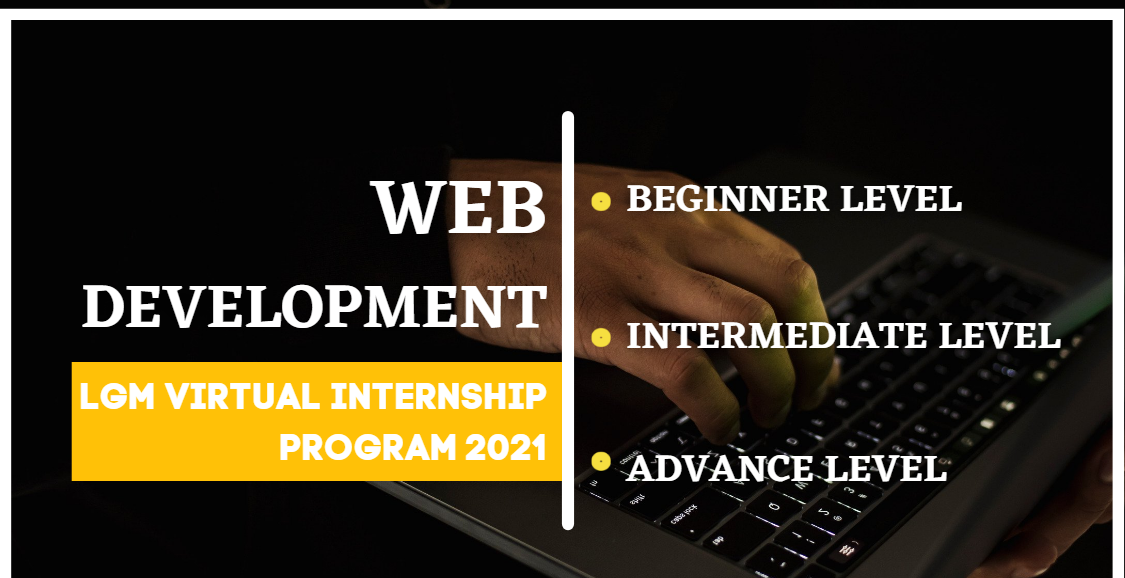 WEB
DEVELOPMENT
LGM VIRTUAL INTERNSHIP
PROGRAM 2021
BEGINNER LEVEL
INTERMEDIATE LEVEL
ADVANCE LEVEL